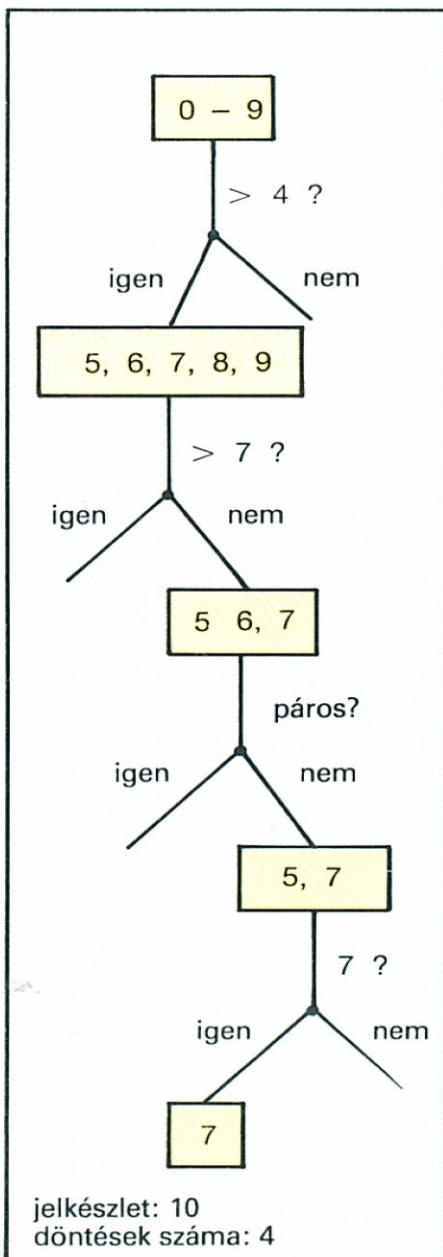 0 – 9
> 4 ?
igen nem
5, 6, 7, 8, 9
> 7 ?
igen nem
5 6, 7
páros?
igen nem
5, 7
7 ?
igen nem
7
jelkészlet: 10
döntések száma: 4